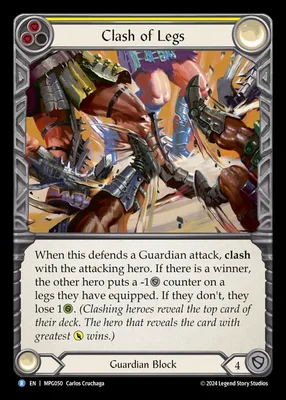 Clash of Legs
When this defends a Guardian attack, clash
with the attacking hero. If there is a winner,
the other hero puts a -1 counter on a
legs they have equipped. If they don't, they
lose 1. (Clashing heroes reveal the top card of
their deck. The hero that reveals the card with
greatest wins.)
Guardian Block
4
R EN | MPG050 Carlos Cruchaga
© 2024 Legend Story Studios